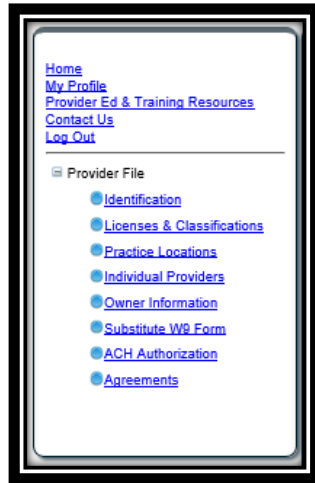 Home
My Profile
Provider Ed & Training Resources
Contact Us
Log Out
Provider File
Identification
Licenses & Classifications
Practice Locations
Individual Providers
Owner Information
Substitute W9 Form
ACH Authorization
Agreements